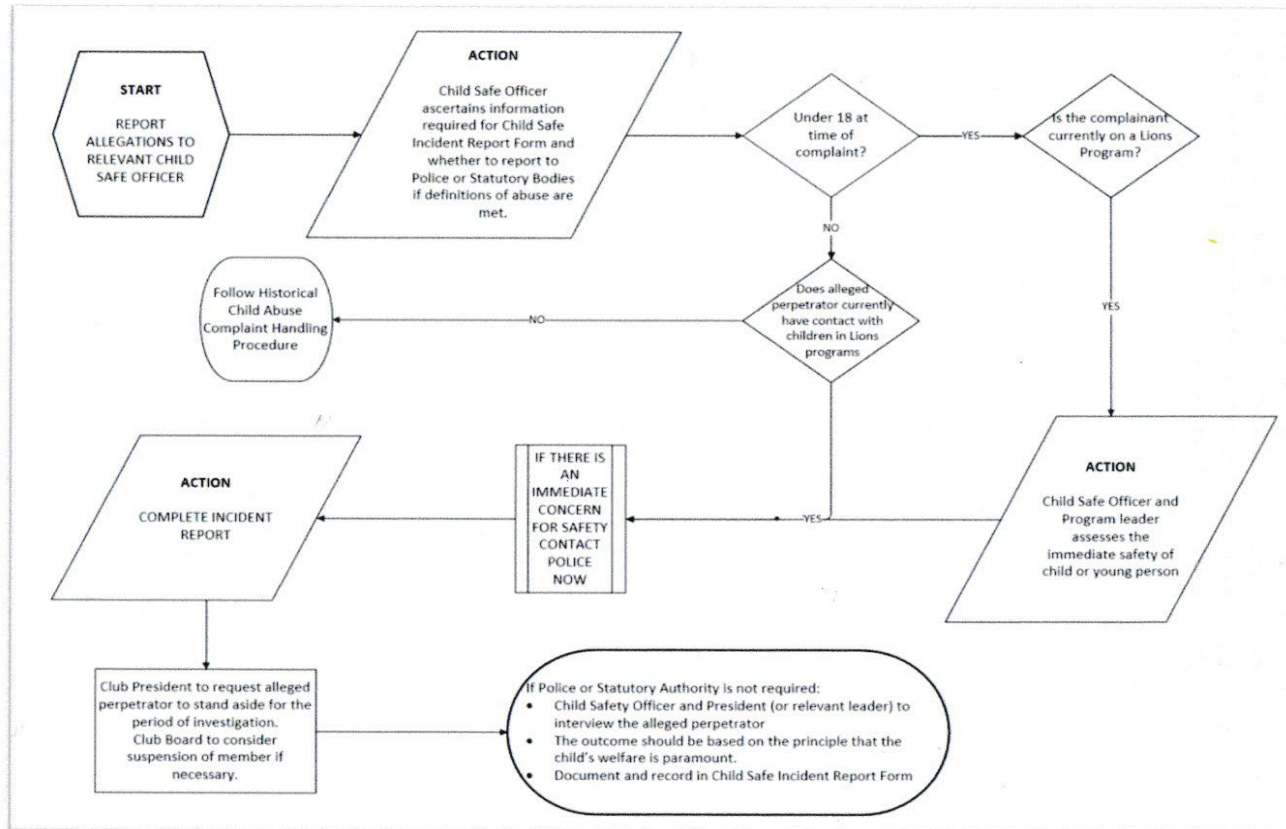 START
REPORT
ALLEGATIONS TO
RELEVANT CHILD
SAFE OFFICER
ACTION
Child Safe Officer
ascertains information
required for Child Safe
Incident Report Form and
whether to report to
Police or Statutory Bodies
if definitions of abuse are
met.
Under 18 at
time of
complaint?
YES
Is the complainant
currently on a Lions
Program?
NO
YES
Does alleged
perpetrator currently
have contact with
children in Lions
programs
NO
Follow Historical
Child Abuse
Complaint Handling
Procedure
YES
ACTION
Child Safe Officer and
Program leader
assesses the
immediate safety of
child or young person
IF THERE IS
AN
IMMEDIATE
CONCERN
FOR SAFETY
CONTACT
POLICE
NOW
ACTION
COMPLETE INCIDENT
REPORT
Club President to request alleged
perpetrator to stand aside for the
period of investigation.
Club Board to consider
suspension of member if
necessary.
If Police or Statutory Authority is not required:
• Child Safety Officer and President (or relevant leader) to
interview the alleged perpetrator
• The outcome should be based on the principle that the
child's welfare is paramount.
• Document and record in Child Safe Incident Report Form